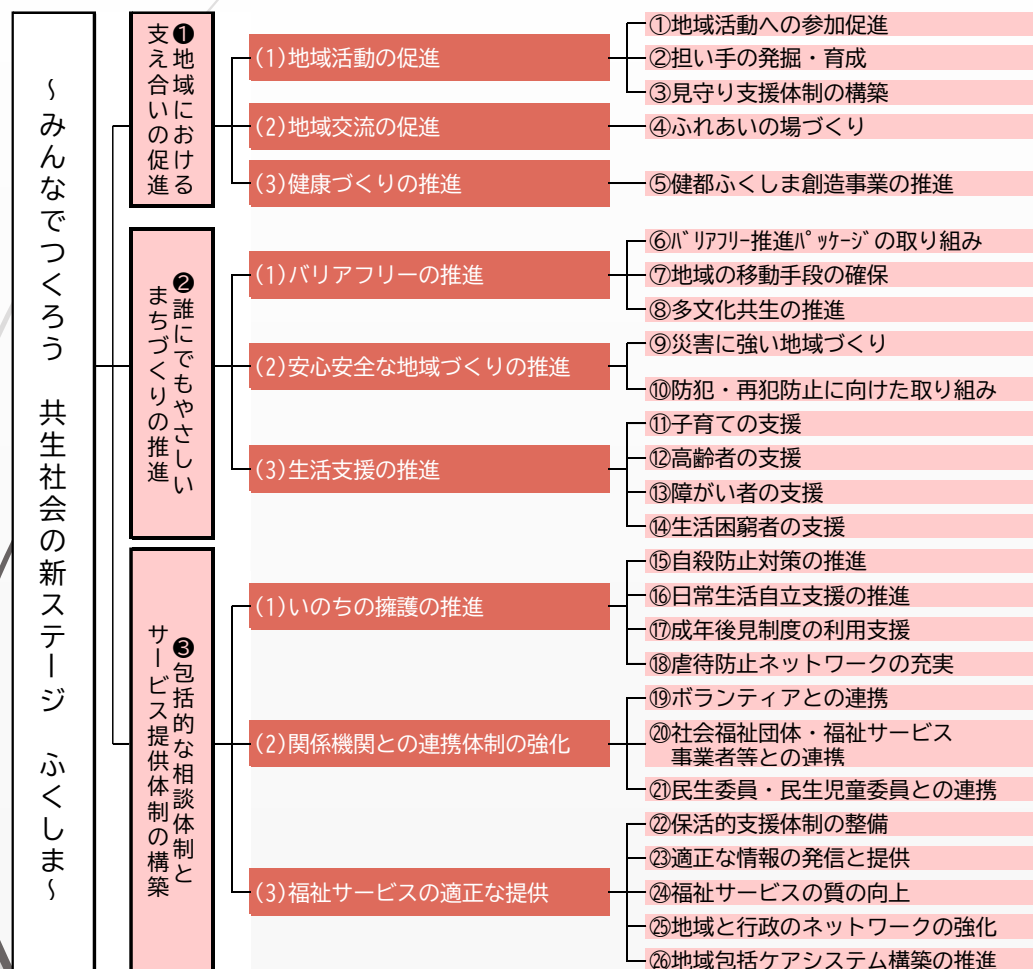 ～みんなでつくろう　共生社会の新ステージ　ふくしま～
❶地域における
支え合いの促進
(1)地域活動の促進
①地域活動への参加促進
②担い手の発掘・育成
③見守り支援体制の構築
(2)地域交流の促進
④ふれあいの場づくり
(3)健康づくりの推進
⑤健都ふくしま創造事業の推進
❷誰にでもやさしい
まちづくりの推進
(1)バリアフリーの推進
⑥ﾊﾞﾘｱﾌﾘｰ推進ﾊﾟｯｹｰｼﾞの取り組み
⑦地域の移動手段の確保
⑧多文化共生の推進
(2)安心安全な地域づくりの推進
⑨災害に強い地域づくり
⑩防犯・再犯防止に向けた取り組み
(3)生活支援の推進
⑪子育ての支援
⑫高齢者の支援
⑬障がい者の支援
⑭生活困窮者の支援
❸包括的な相談体制と
サービス提供体制の構築
(1)いのちの擁護の推進
⑮自殺防止対策の推進
⑯日常生活自立支援の推進
⑰成年後見制度の利用支援
⑱虐待防止ネットワークの充実
(2)関係機関との連携体制の強化
⑲ボランティアとの連携
⑳社会福祉団体・福祉サービス
事業者等との連携
㉑民生委員・民生児童委員との連携
(3)福祉サービスの適正な提供
㉒保活的支援体制の整備
㉓適正な情報の発信と提供
㉔福祉サービスの質の向上
㉕地域と行政のネットワークの強化
㉖地域包括ケアシステム構築の推進